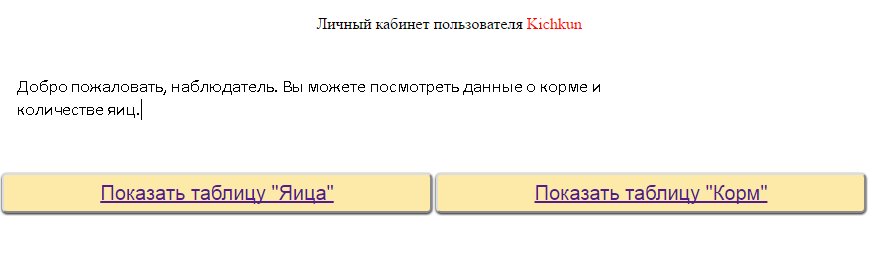 Личный кабинет пользователя Kichkun
Добро пожаловать, наблюдатель. Вы можете посмотреть данные о корме и
количестве яиц.
Показать таблицу "Яица" Показать таблицу "Корм"